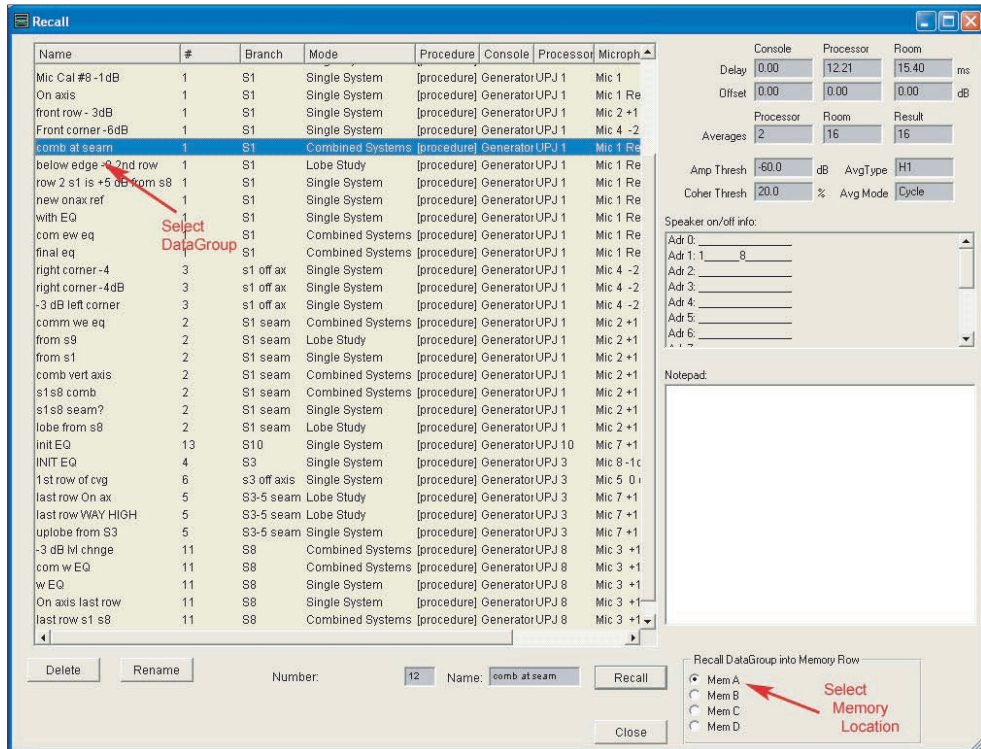 Recall
Name # Branch Mode Procedure Console Processor Microph
Mic Cal #8 -1dB 1 S1 Single System [procedure] Generator UPJ 1 Mic 1
On axis 1 S1 Single System [procedure] Generator UPJ 1 Mic 1 Re
front row - 3dB 1 S1 Single System [procedure] Generator UPJ 1 Mic 2 +1
Front corner -6dB 1 S1 Single System [procedure] Generator UPJ 1 Mic 4 -2
comb at seam 1 S1 Combined Systems [procedure] Generator UPJ 1 Mic 1 Re
below edge -9 2nd row 1 S1 Lobe Study [procedure] Generator UPJ 1 Mic 1 Re
row 2 s1 is +5 dB from s8 1 S1 Single System [procedure] Generator UPJ 1 Mic 1 Re
new onax ref 1 S1 Single System [procedure] Generator UPJ 1 Mic 1 Re
with EQ 1 S1 Single System [procedure] Generator UPJ 1 Mic 1 Re
com ew eq 1 S1 Combined Systems [procedure] Generator UPJ 1 Mic 1 Re
final eq 1 S1 Combined Systems [procedure] Generator UPJ 1 Mic 1 Re
right corner -4 3 s1 off ax Single System [procedure] Generator UPJ 1 Mic 4 -2
right corner -4dB 3 s1 off ax Single System [procedure] Generator UPJ 1 Mic 4 -2
-3 dB left corner 3 s1 off ax Single System [procedure] Generator UPJ 1 Mic 4 -2
comm we eq 2 S1 seam Combined Systems [procedure] Generator UPJ 1 Mic 2 +1
from s9 2 S1 seam Lobe Study [procedure] Generator UPJ 1 Mic 2 +1
from s1 2 S1 seam Single System [procedure] Generator UPJ 1 Mic 2 +1
comb vert axis 2 S1 seam Combined Systems [procedure] Generator UPJ 1 Mic 2 +1
s1s8 comb 2 S1 seam Combined Systems [procedure] Generator UPJ 1 Mic 2 +1
s1s8 seam? 2 S1 seam Single System [procedure] Generator UPJ 1 Mic 2 +1
lobe from s8 2 S1 seam Lobe Study [procedure] Generator UPJ 1 Mic 2 +1
init EQ 13 S10 Single System [procedure] Generator UPJ 10 Mic 7 +1
INIT EQ 4 S3 Single System [procedure] Generator UPJ 3 Mic 8 -1d
1st row of cvg 6 s3 off axis Single System [procedure] Generator UPJ 3 Mic 5 0
last row On ax 5 S3-5 seam Lobe Study [procedure] Generator UPJ 3 Mic 7 +1
last row WAY HIGH 5 S3-5 seam Lobe Study [procedure] Generator UPJ 3 Mic 7 +1
uplobe from S3 5 S3-5 seam Single System [procedure] Generator UPJ 3 Mic 7 +1
-3 dB lvl chnge 11 S8 Combined Systems [procedure] Generator UPJ 8 Mic 3 +1
com w EQ 11 S8 Combined Systems [procedure] Generator UPJ 8 Mic 3 +1
w EQ 11 S8 Single System [procedure] Generator UPJ 8 Mic 3 +1
On axis last row 11 S8 Single System [procedure] Generator UPJ 8 Mic 3 +1
last row s1 s8 11 S8 Combined Systems [procedure] Generator UPJ 8 Mic 3 +1
Select
DataGroup
Delete Rename Number: 12 Name: comb at seam Recall
Close
Console Processor Room
Delay 0.00 12.21 15.40 ms
Offset 0.00 0.00 0.00 dB
Processor Room Result
Averages 2 16 16
Amp Thresh -60.0 dB AvgType H1
Coher Thresh 20.0 % Avg Mode Cycle
Speaker on/off info:
Adr 0: ____________________
Adr 1: 1______8________
Adr 2: ____________________
Adr 3: ____________________
Adr 4: ____________________
Adr 5: ____________________
Adr 6: ____________________
Notepad:
Recall DataGroup into Memory Row
Mem A
Mem B
Mem C
Mem D
Select
Memory
Location